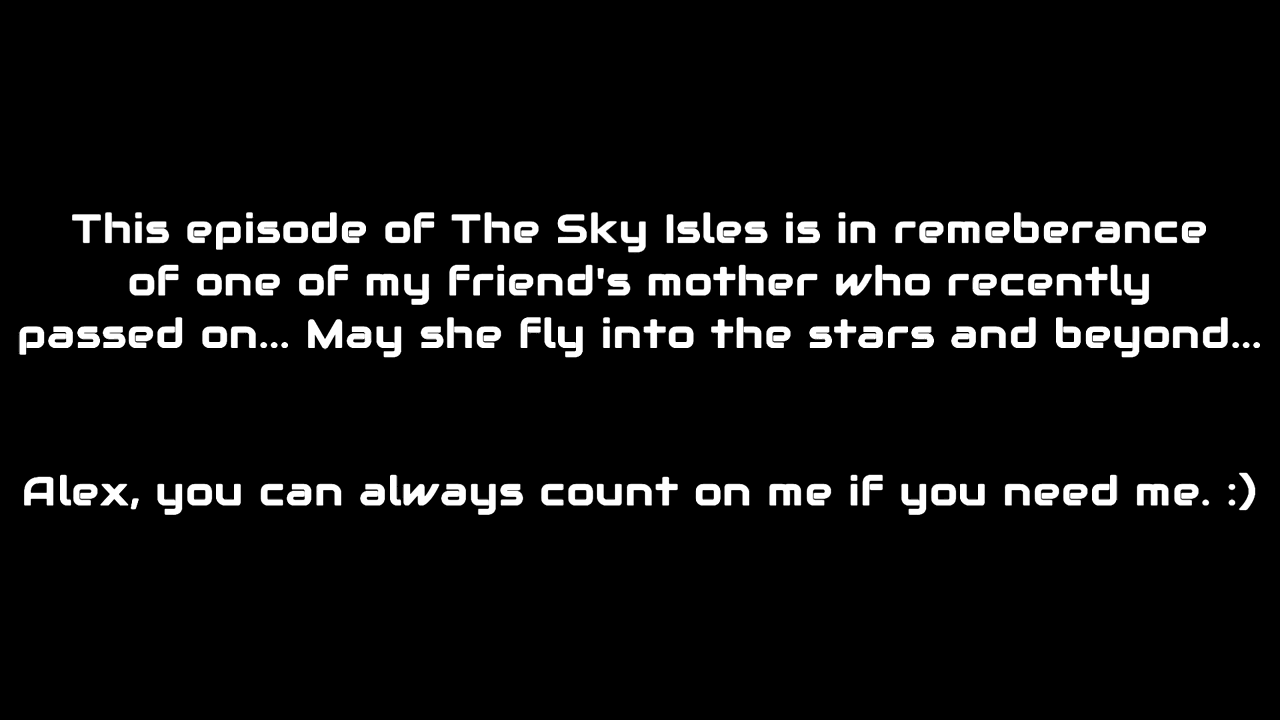 This episode of The Sky Isles is in remeberance
of one of my friend's mother who recently
passed on... May she fly into the stars and beyond...
Alex, you can always count on me if you need me. :)